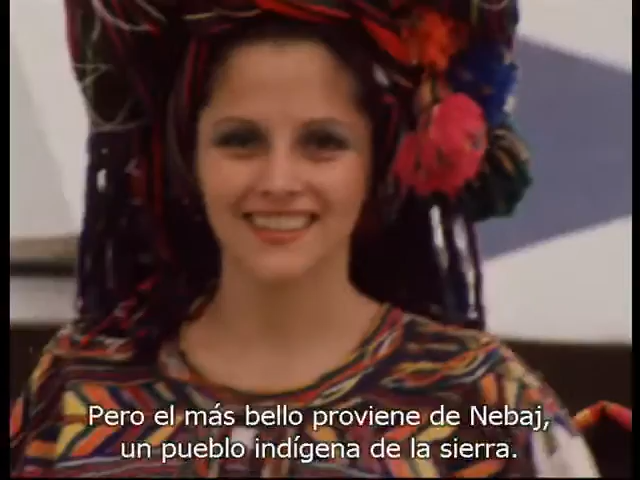 Pero el más bello proviene de Nebaj,
un pueblo indígena de la sierra.